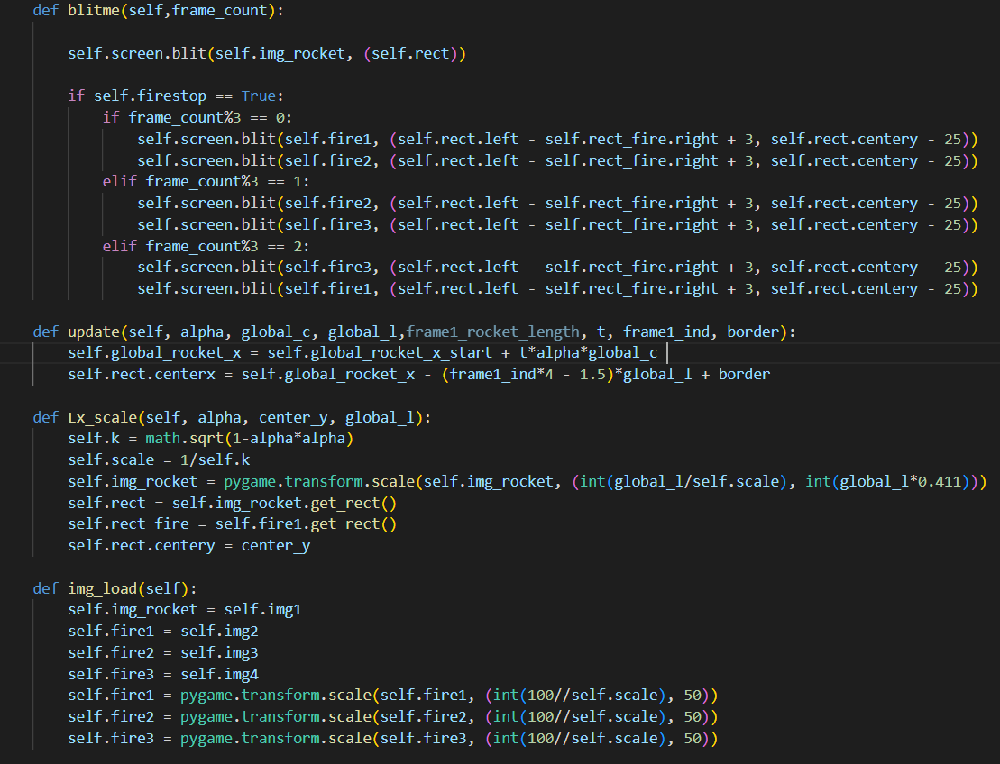 def blitme(self,frame_count):
self.screen.blit(self.img_rocket, (self.rect))
if self.firestop == True:
if frame_count%3 == 0:
self.screen.blit(self.fire1, (self.rect.left - self.rect_fire.right + 3, self.rect.centery - 25))
self.screen.blit(self.fire2, (self.rect.left - self.rect_fire.right + 3, self.rect.centery - 25))
elif frame_count%3 == 1:
self.screen.blit(self.fire2, (self.rect.left - self.rect_fire.right + 3, self.rect.centery - 25))
self.screen.blit(self.fire3, (self.rect.left - self.rect_fire.right + 3, self.rect.centery - 25))
elif frame_count%3 == 2:
self.screen.blit(self.fire3, (self.rect.left - self.rect_fire.right + 3, self.rect.centery - 25))
self.screen.blit(self.fire1, (self.rect.left - self.rect_fire.right + 3, self.rect.centery - 25))
def update(self, alpha, global_c, global_l,frame1_rocket_length, t, frame1_ind, border):
self.global_rocket_x = self.global_rocket_x_start + t*alpha*global_c
self.rect.centerx = self.global_rocket_x - (frame1_ind*4 - 1.5)*global_l + border
def Lx_scale(self, alpha, center_y, global_l):
self.k = math.sqrt(1-alpha*alpha)
self.scale = 1/self.k
self.img_rocket = pygame.transform.scale(self.img_rocket, (int(global_l/self.scale), int(global_l*0.411)))
self.rect = self.img_rocket.get_rect()
self.rect_fire = self.fire1.get_rect()
self.rect.centery = center_y
def img_load(self):
self.img_rocket = self.img1
self.fire1 = self.img2
self.fire2 = self.img3
self.fire3 = self.img4
self.fire1 = pygame.transform.scale(self.fire1, (int(100//self.scale), 50))
self.fire2 = pygame.transform.scale(self.fire2, (int(100//self.scale), 50))
self.fire3 = pygame.transform.scale(self.fire3, (int(100//self.scale), 50))